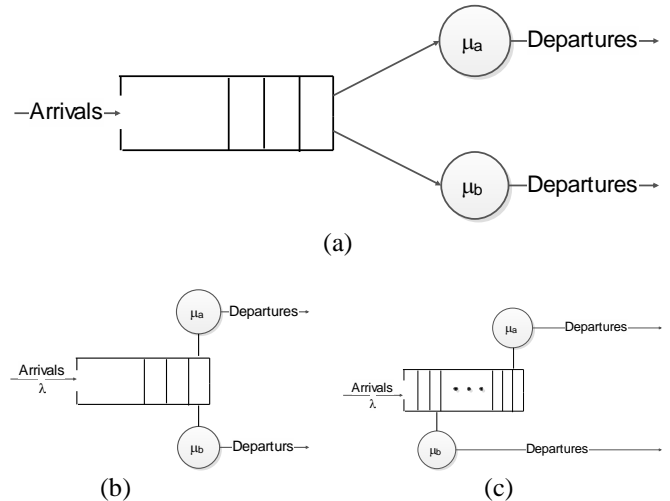 μa
Departures
Arrivals
μb
Departures
(a)
μa
Departures
Arrivals
λ
μb
Departurs
(b)
μa
Departures
Arrivals
λ
μb
Departures
(c)